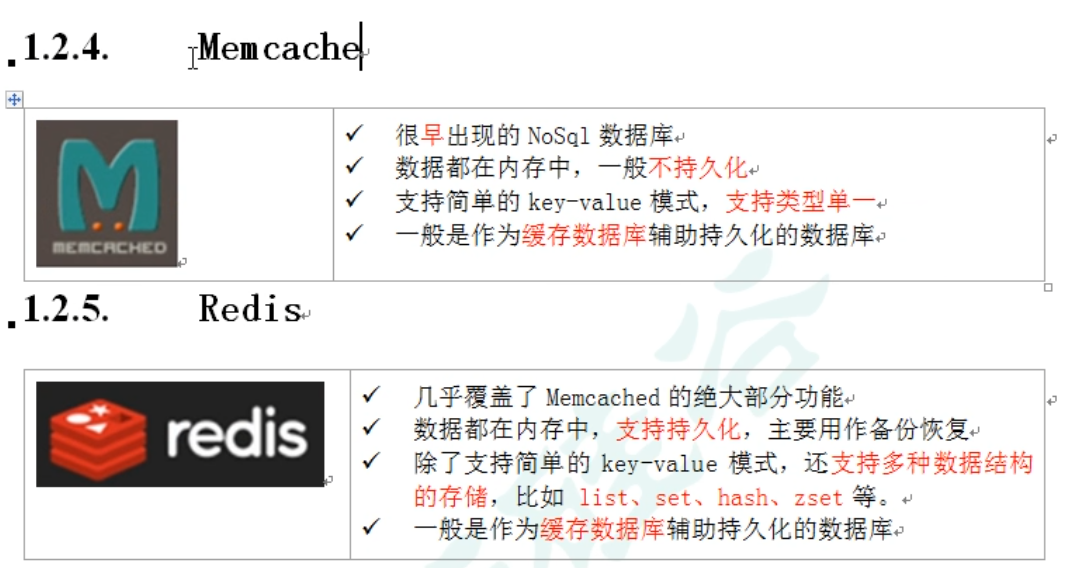 1.2.4. Memcache
MEMCACHED
✓ 很早出现的 NoSql 数据库
✓ 数据都在内存中，一般不持久化
✓ 支持简单的 key-value 模式，支持类型单一
✓ 一般是作为缓存数据库辅助持久化的数据库
1.2.5. Redis
redis
✓ 几乎覆盖了 Memcached 的绝大部分功能
✓ 数据都在内存中，支持持久化，主要用作备份恢复
✓ 除了支持简单的 key-value 模式，还支持多种数据结构
的存储，比如 list、set、hash、zset 等。
✓ 一般是作为缓存数据库辅助持久化的数据库